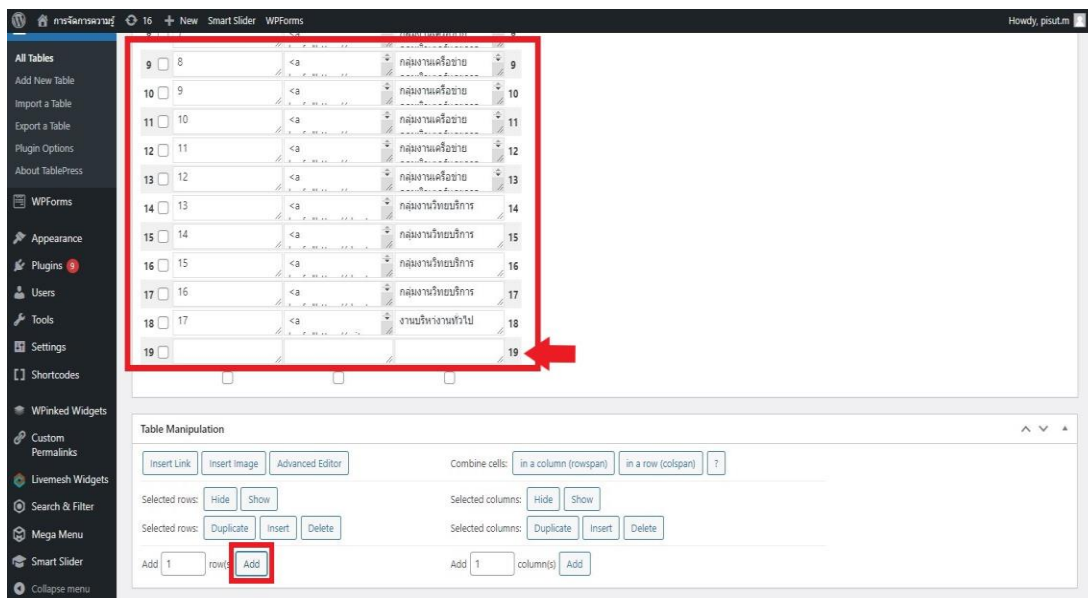 การจัดการความรู้ 16 New Smart Slider WPForms Howdy, pisut.m
All Tables
Add New Table
Import a Table
Export a Table
Plugin Options
About TablePress
WPForms
Appearance
Plugins 9
Users
Tools
Settings
Shortcodes
WPinked Widgets
Custom
Permalinks
Livemesh Widgets
Search & Filter
Mega Menu
Smart Slider
Collapse menu
9 8 <a กลุ่มงานเครือข่าย 9
10 9 <a กลุ่มงานเครือข่าย 10
11 10 <a กลุ่มงานเครือข่าย 11
12 11 <a กลุ่มงานเครือข่าย 12
13 12 <a กลุ่มงานเครือข่าย 13
14 13 <a กลุ่มงานวิทยบริการ 14
15 14 <a กลุ่มงานวิทยบริการ 15
16 15 <a กลุ่มงานวิทยบริการ 16
17 16 <a กลุ่มงานวิทยบริการ 17
18 17 <a งานบริหางานทั่วไป 18
19 19
Table Manipulation
Insert Link Insert Image Advanced Editor Combine cells: in a column (rowspan) in a row (colspan) ?
Selected rows: Hide Show Selected columns: Hide Show
Selected rows: Duplicate Insert Delete Selected columns: Duplicate Insert Delete
Add 1 row(s Add Add 1 column(s) Add